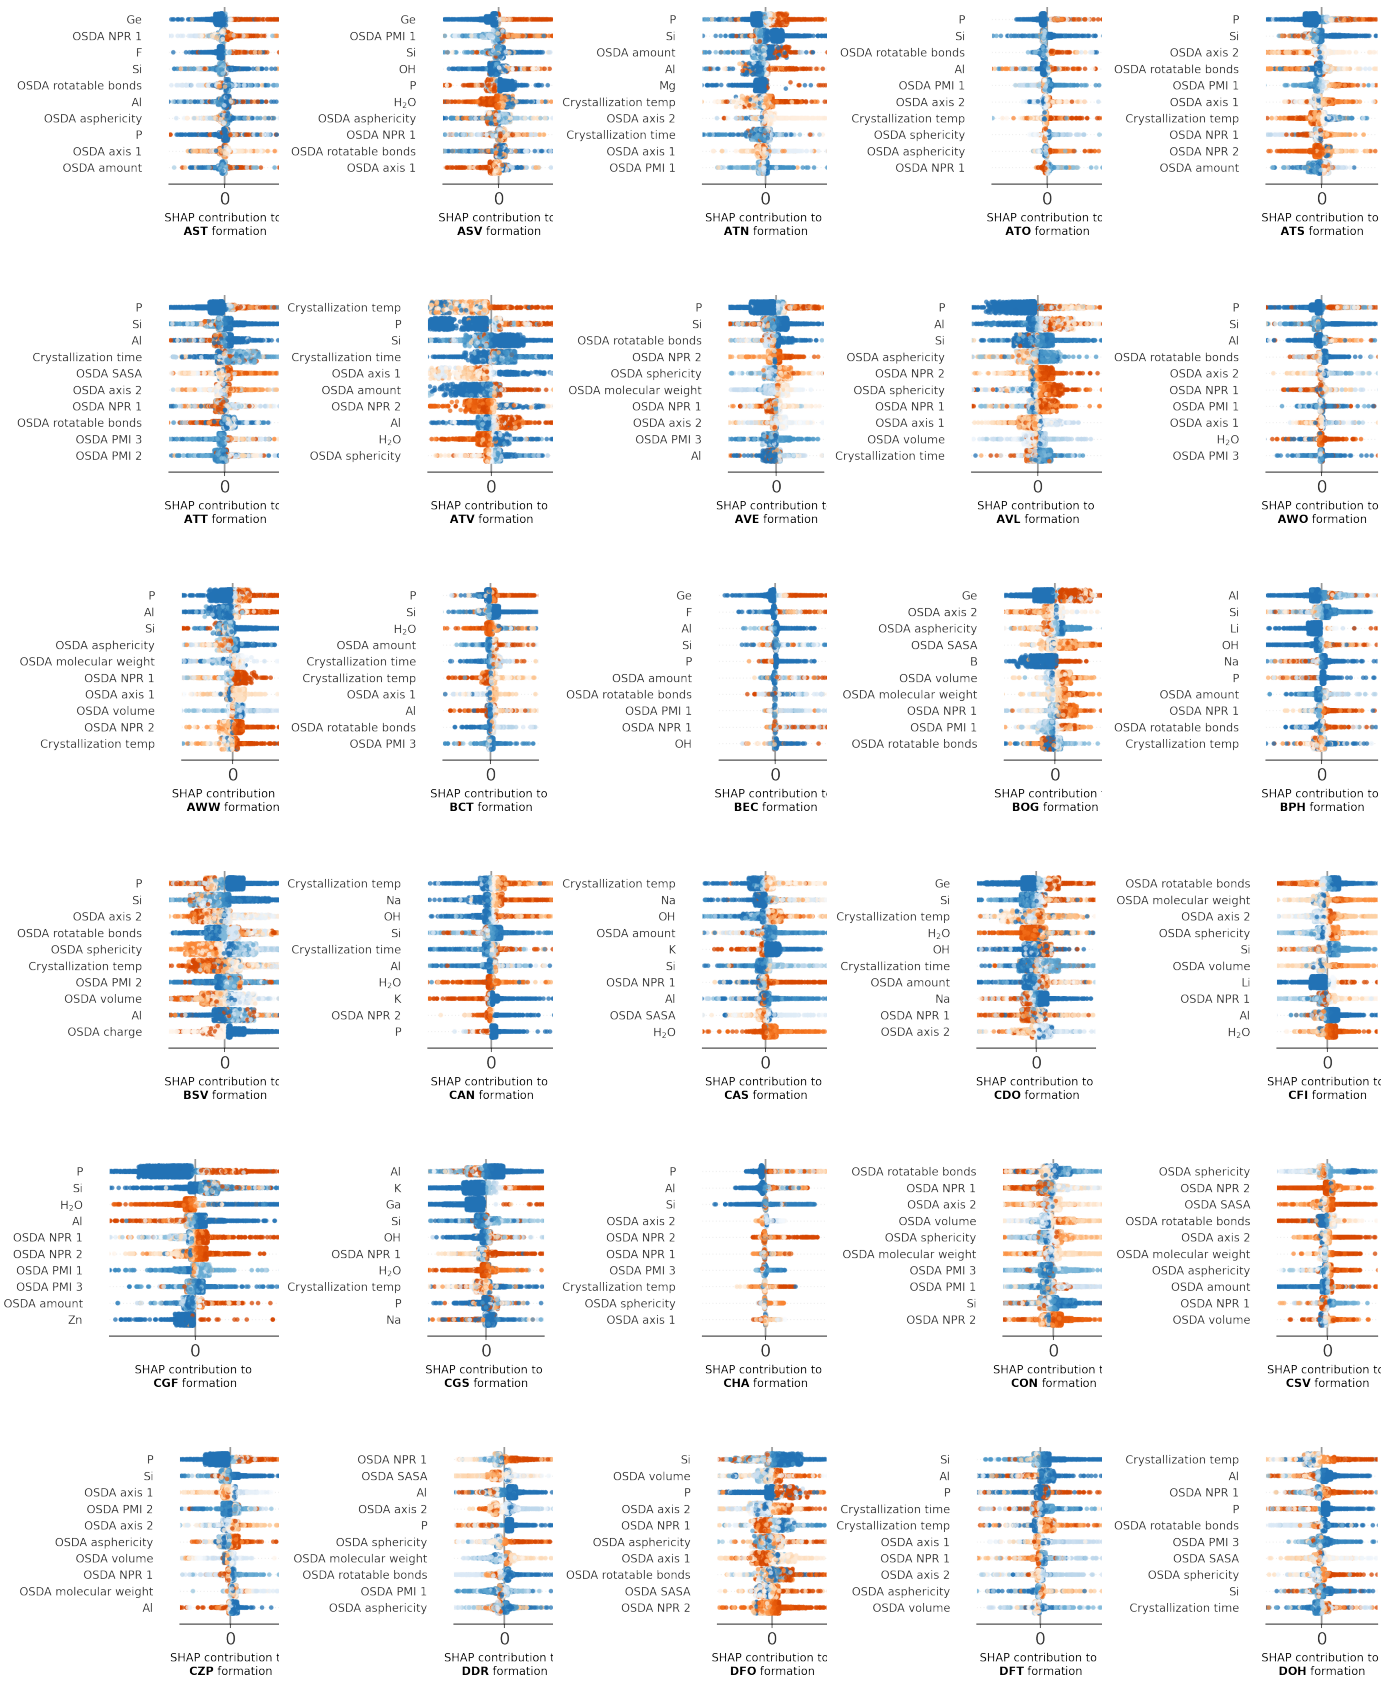 Ge
OSDA NPR 1
F
Si
OSDA rotatable bonds
Al
OSDA asphericity
P
OSDA axis 1
OSDA amount
0
SHAP contribution to
AST formation
Ge
OSDA PMI 1
Si
OH
P
H₂O
OSDA asphericity
OSDA NPR 1
OSDA rotatable bonds
OSDA axis 1
0
SHAP contribution to
ASV formation
P
Si
OSDA amount
Al
Mg
Crystallization temp
OSDA axis 2
Crystallization time
OSDA axis 1
OSDA PMI 1
0
SHAP contribution to
ATN formation
P
Si
OSDA rotatable bonds
Al
OSDA PMI 1
OSDA axis 2
Crystallization temp
OSDA sphericity
OSDA asphericity
OSDA NPR 1
0
SHAP contribution to
ATO formation
P
Si
OSDA axis 2
OSDA rotatable bonds
OSDA PMI 1
OSDA axis 1
Crystallization temp
OSDA NPR 1
OSDA NPR 2
OSDA amount
0
SHAP contribution to
ATS formation
P
Si
Al
Crystallization time
OSDA SASA
OSDA axis 2
OSDA NPR 1
OSDA rotatable bonds
OSDA PMI 3
OSDA PMI 2
0
SHAP contribution to
ATT formation
Crystallization temp
P
Si
Crystallization time
OSDA axis 1
OSDA amount
OSDA NPR 2
Al
H₂O
OSDA sphericity
0
SHAP contribution to
ATV formation
P
Si
OSDA rotatable bonds
OSDA NPR 2
OSDA sphericity
OSDA molecular weight
OSDA NPR 1
OSDA axis 2
OSDA PMI 3
Al
0
SHAP contribution t
AVE formation
P
Al
Si
OSDA asphericity
OSDA NPR 2
OSDA sphericity
OSDA NPR 1
OSDA axis 1
OSDA volume
Crystallization time
0
SHAP contribution to
AVL formation
P
Si
Al
OSDA rotatable bonds
OSDA axis 2
OSDA NPR 1
OSDA PMI 1
OSDA axis 1
H₂O
OSDA PMI 3
0
SHAP contribution to
AWO formation
P
Al
Si
OSDA asphericity
OSDA molecular weight
OSDA NPR 1
OSDA axis 1
OSDA volume
OSDA NPR 2
Crystallization temp
0
SHAP contribution
AWW formation
P
Si
H₂O
OSDA amount
Crystallization time
Crystallization temp
OSDA axis 1
Al
OSDA rotatable bonds
OSDA PMI 3
0
SHAP contribution to
BCT formation
Ge
F
Al
Si
P
OSDA amount
OSDA rotatable bonds
OSDA PMI 1
OSDA NPR 1
OH
0
SHAP contribution to
BEC formation
Ge
OSDA axis 2
OSDA asphericity
OSDA SASA
B
OSDA volume
OSDA molecular weight
OSDA NPR 1
OSDA PMI 1
OSDA rotatable bonds
0
SHAP contribution
BOG formation
Al
Si
Li
OH
Na
P
OSDA amount
OSDA NPR 1
OSDA rotatable bonds
Crystallization temp
0
SHAP contribution to
BPH formation
P
Si
OSDA axis 2
OSDA rotatable bonds
OSDA sphericity
Crystallization temp
OSDA PMI 2
OSDA volume
Al
OSDA charge
0
SHAP contribution to
BSV formation
Crystallization temp
Na
OH
Si
Crystallization time
Al
H₂O
K
OSDA NPR 2
P
0
SHAP contribution to
CAN formation
Crystallization temp
Na
OH
OSDA amount
K
Si
OSDA NPR 1
Al
OSDA SASA
H₂O
0
SHAP contribution to
CAS formation
Ge
Si
Crystallization temp
H₂O
OH
Crystallization time
OSDA amount
Na
OSDA NPR 1
OSDA axis 2
0
SHAP contribution to
CDO formation
OSDA rotatable bonds
OSDA molecular weight
OSDA axis 2
OSDA sphericity
Si
OSDA volume
Li
OSDA NPR 1
Al
H₂O
0
SHAP contribution to
CFI formation
P
Si
H₂O
Al
OSDA NPR 1
OSDA NPR 2
OSDA PMI 1
OSDA PMI 3
OSDA amount
Zn
0
SHAP contribution to
CGF formation
Al
K
Ga
Si
OH
OSDA NPR 1
H₂O
Crystallization temp
P
Na
0
SHAP contribution to
CGS formation
P
Al
Si
OSDA axis 2
OSDA NPR 2
OSDA NPR 1
OSDA PMI 3
Crystallization temp
OSDA sphericity
OSDA axis 1
0
SHAP contribution to
CHA formation
OSDA rotatable bonds
OSDA NPR 1
OSDA axis 2
OSDA volume
OSDA sphericity
OSDA molecular weight
OSDA PMI 3
OSDA PMI 1
Si
OSDA NPR 2
0
SHAP contribution t
CON formation
OSDA sphericity
OSDA NPR 2
OSDA SASA
OSDA rotatable bonds
OSDA axis 2
OSDA molecular weight
OSDA asphericity
OSDA amount
OSDA NPR 1
OSDA volume
0
SHAP contribution to
CSV formation
P
Si
OSDA axis 1
OSDA PMI 2
OSDA axis 2
OSDA asphericity
OSDA volume
OSDA NPR 1
OSDA molecular weight
Al
0
SHAP contribution t
CZP formation
OSDA NPR 1
OSDA SASA
Al
OSDA axis 2
P
OSDA sphericity
OSDA molecular weight
OSDA rotatable bonds
OSDA PMI 1
OSDA asphericity
0
SHAP contribution t
DDR formation
Si
OSDA volume
P
OSDA axis 2
OSDA NPR 1
OSDA asphericity
OSDA axis 1
OSDA rotatable bonds
OSDA SASA
OSDA NPR 2
0
SHAP contribution to
DFO formation
Si
Al
P
Crystallization time
Crystallization temp
OSDA axis 1
OSDA NPR 1
OSDA axis 2
OSDA asphericity
OSDA volume
0
SHAP contribution to
DFT formation
Crystallization temp
Al
OSDA NPR 1
P
OSDA rotatable bonds
OSDA PMI 3
OSDA SASA
OSDA sphericity
Si
Crystallization time
0
SHAP contribution to
DOH formation